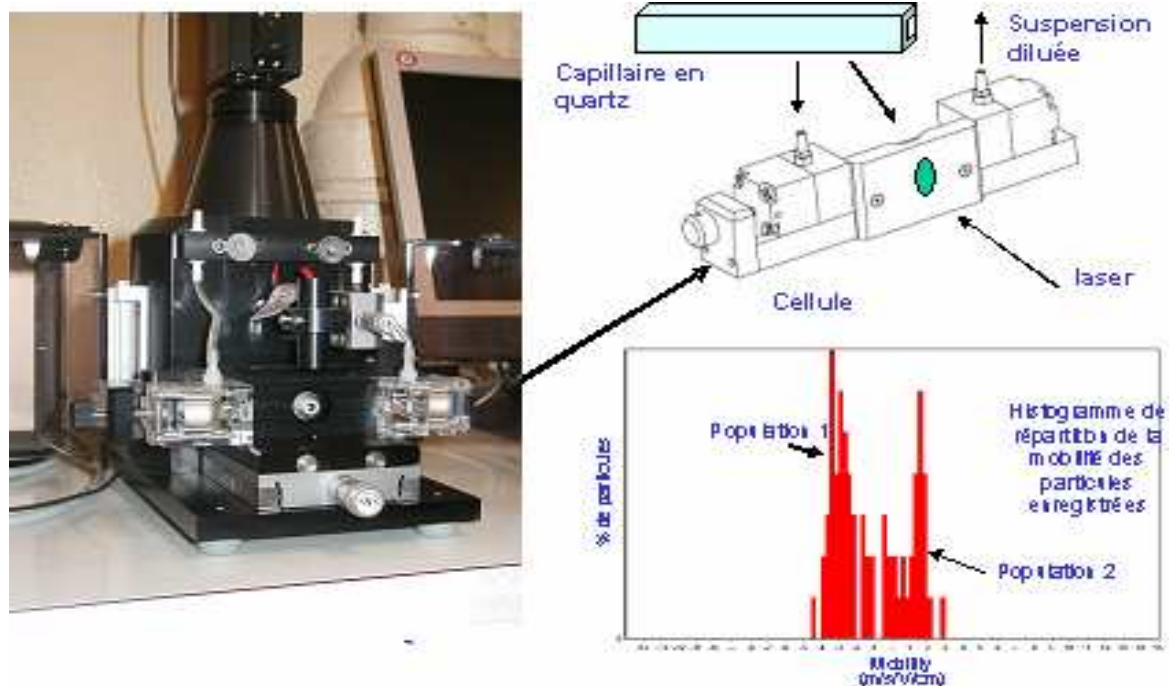 Suspension
diluée
Capillaire en
quartz
laser
Cellule
Histogramme de
répartition de la
mobilité des
particules
enregistrées
Population 1
Population 2
% de particules
Mobility
(m/s/V/cm)